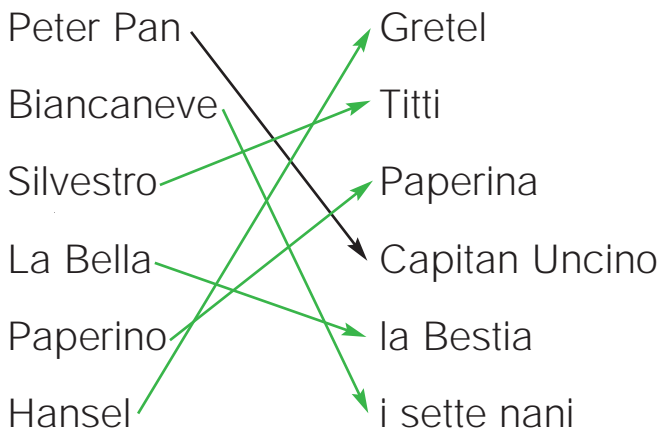 Peter Pan Gretel
Biancaneve Titti
Silvestro Paperina
La Bella Capitan Uncino
Paperino la Bestia
Hansel i sette nani